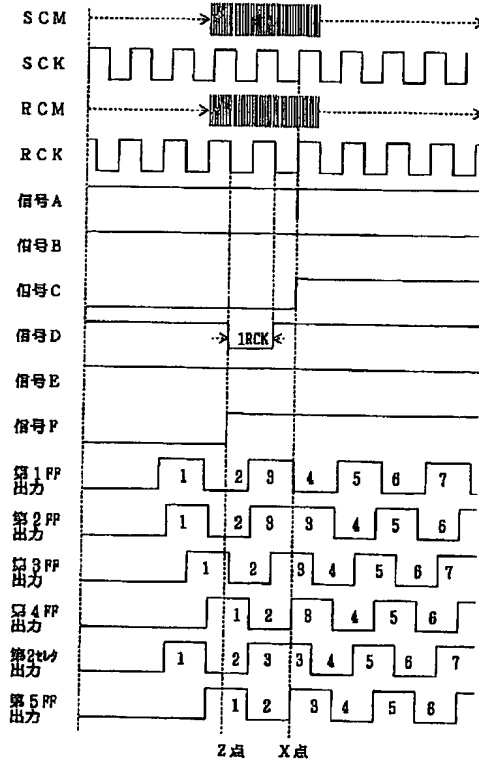 SCM
SCK
RCM
RCK
信号A
信号B
信号C
信号D
1RCK
信号E
信号F
第1FF出力
1 2 3 4 5 6 7
第2FF出力
1 2 3 3 4 5 6
第3FF出力
1 2 3 4 5 6 7
第4FF出力
1 2 3 4 5 6
第2セレクタ出力
1 2 3 3 4 5 6 7
第5FF出力
1 2 3 4 5 6
Z点 X点